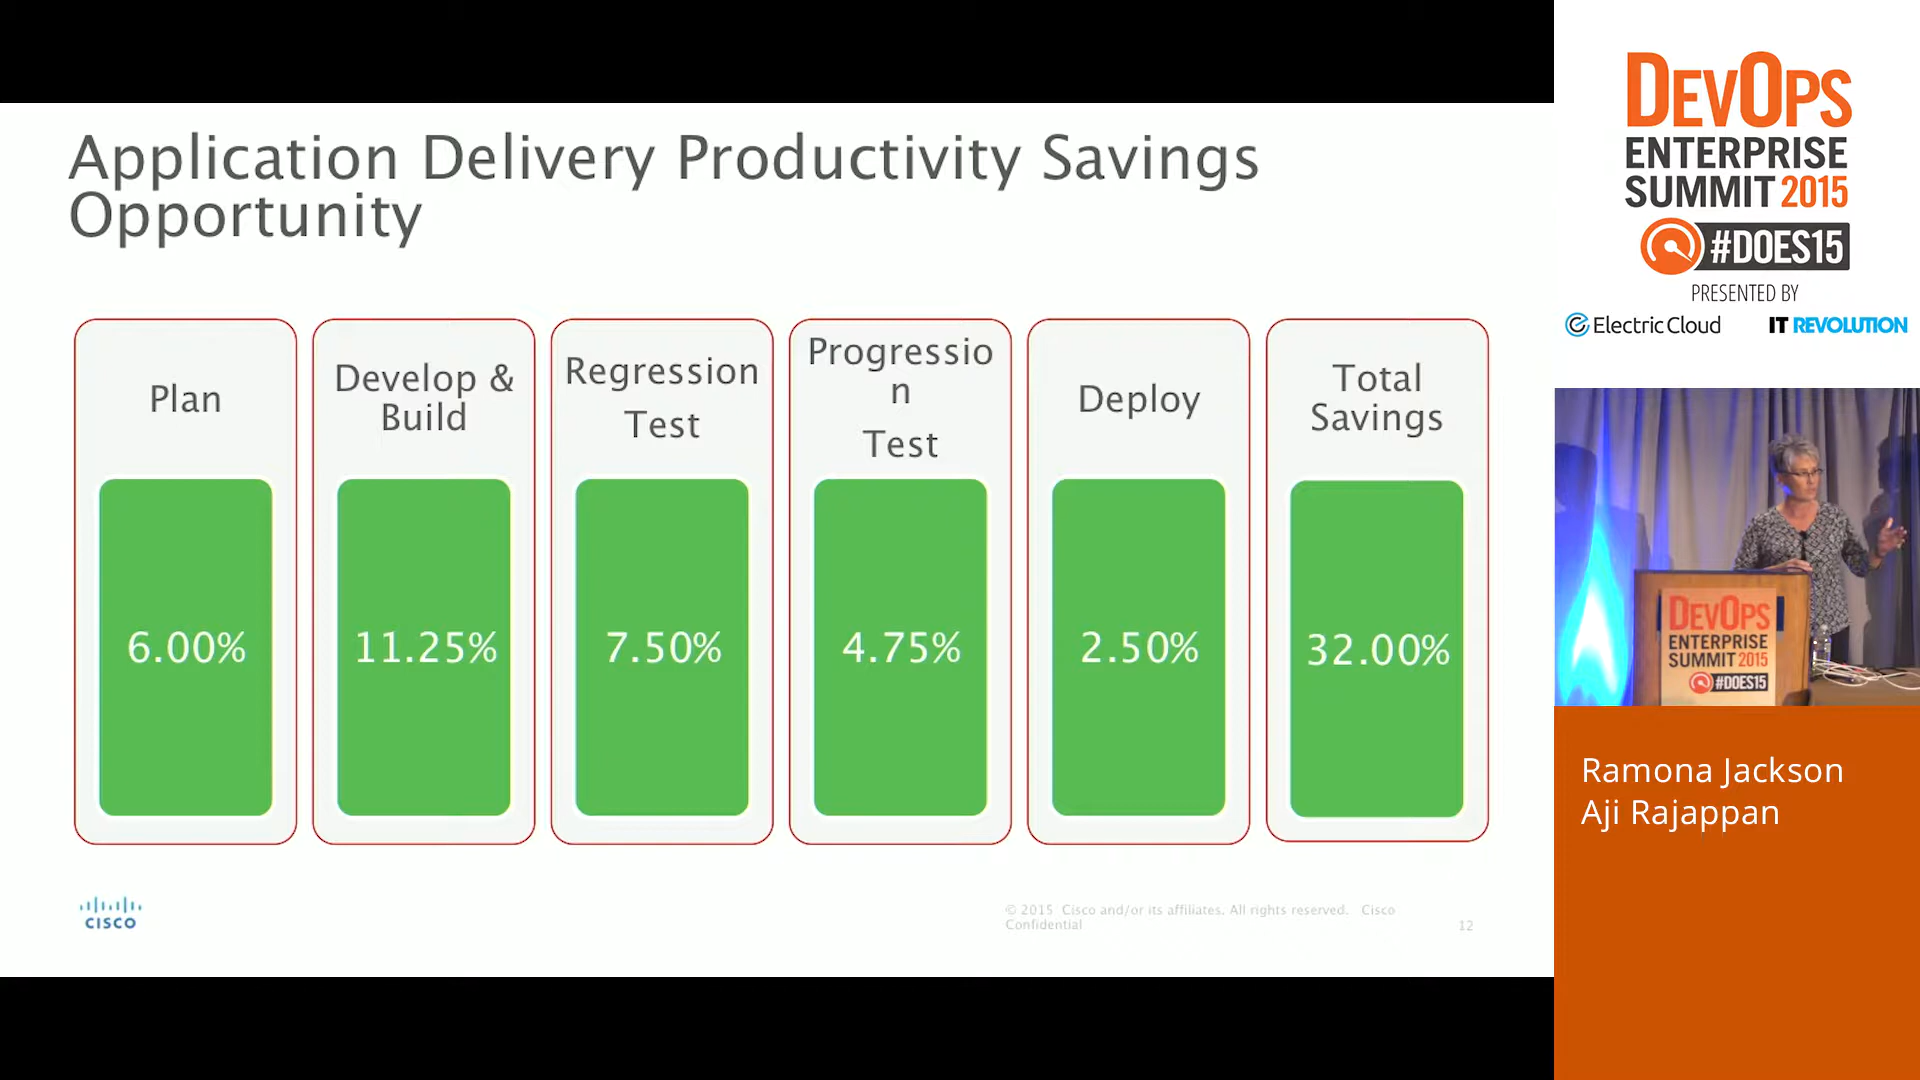 Application Delivery Productivity Savings
Opportunity
Plan
6.00%
Develop &
Build
11.25%
Regression
Test
7.50%
Progressio
n
Test
4.75%
Deploy
2.50%
Total
Savings
32.00%
CISCO
© 2015 Cisco and/or its affiliates. All rights reserved. Cisco
Confidential
12
DEVOPS
ENTERPRISE
SUMMIT 2015
#DOES15
PRESENTED BY
Electric Cloud
IT REVOLUTION
DEVOPS
ENTERPRISE
SUMMIT 2015
#DOES15
Ramona Jackson
Aji Rajappan